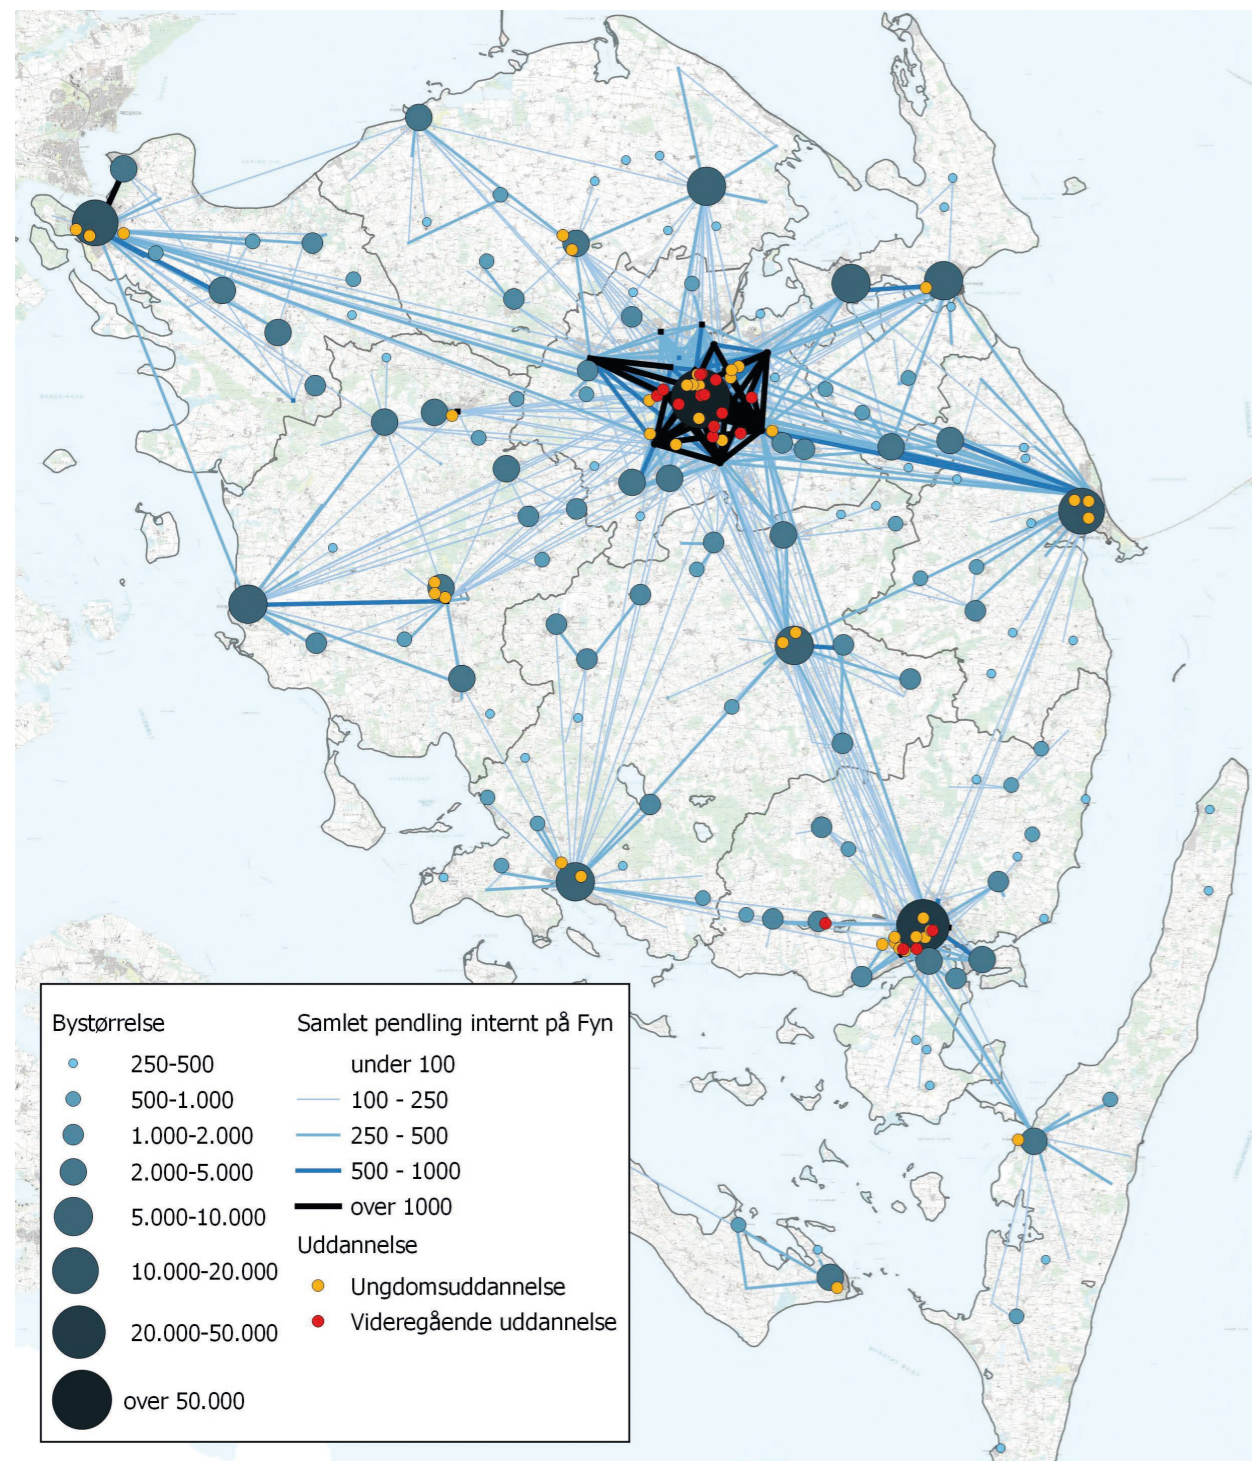 Bystørrelse
250-500
500-1.000
1.000-2.000
2.000-5.000
5.000-10.000
10.000-20.000
20.000-50.000
over 50.000
Samlet pendling internt på Fyn
under 100
100 - 250
250 - 500
500 - 1000
over 1000
Uddannelse
Ungdomsuddannelse
Videregående uddannelse